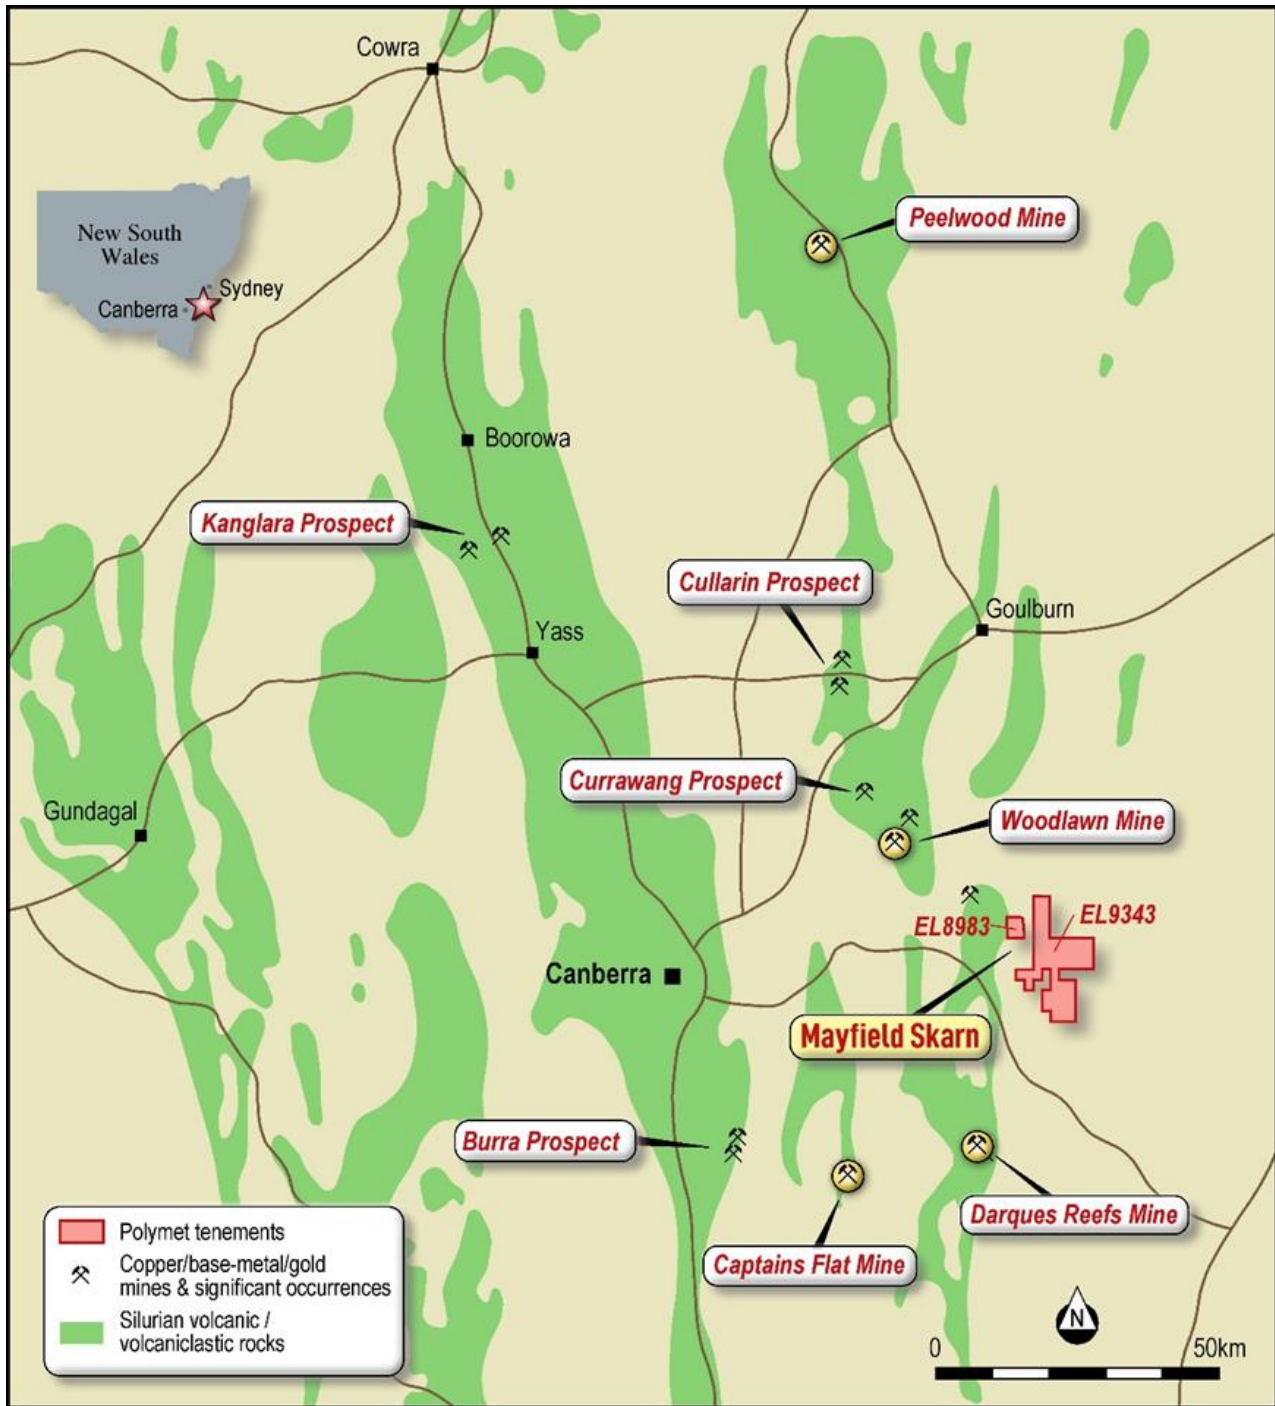 Cowra
New South
Wales
Sydney
Canberra
Peelwood Mine
Boorowa
Kanglara Prospect
Cullarin Prospect
Goulburn
Yass
Currawang Prospect
Woodlawn Mine
Gundagal
EL8983
EL9343
Canberra
Mayfield Skarn
Burra Prospect
Darques Reefs Mine
Captains Flat Mine
Polymet tenements
Copper/base-metal/gold
mines & significant occurrences
Silurian volcanic /
volcaniclastic rocks
N
0
50km